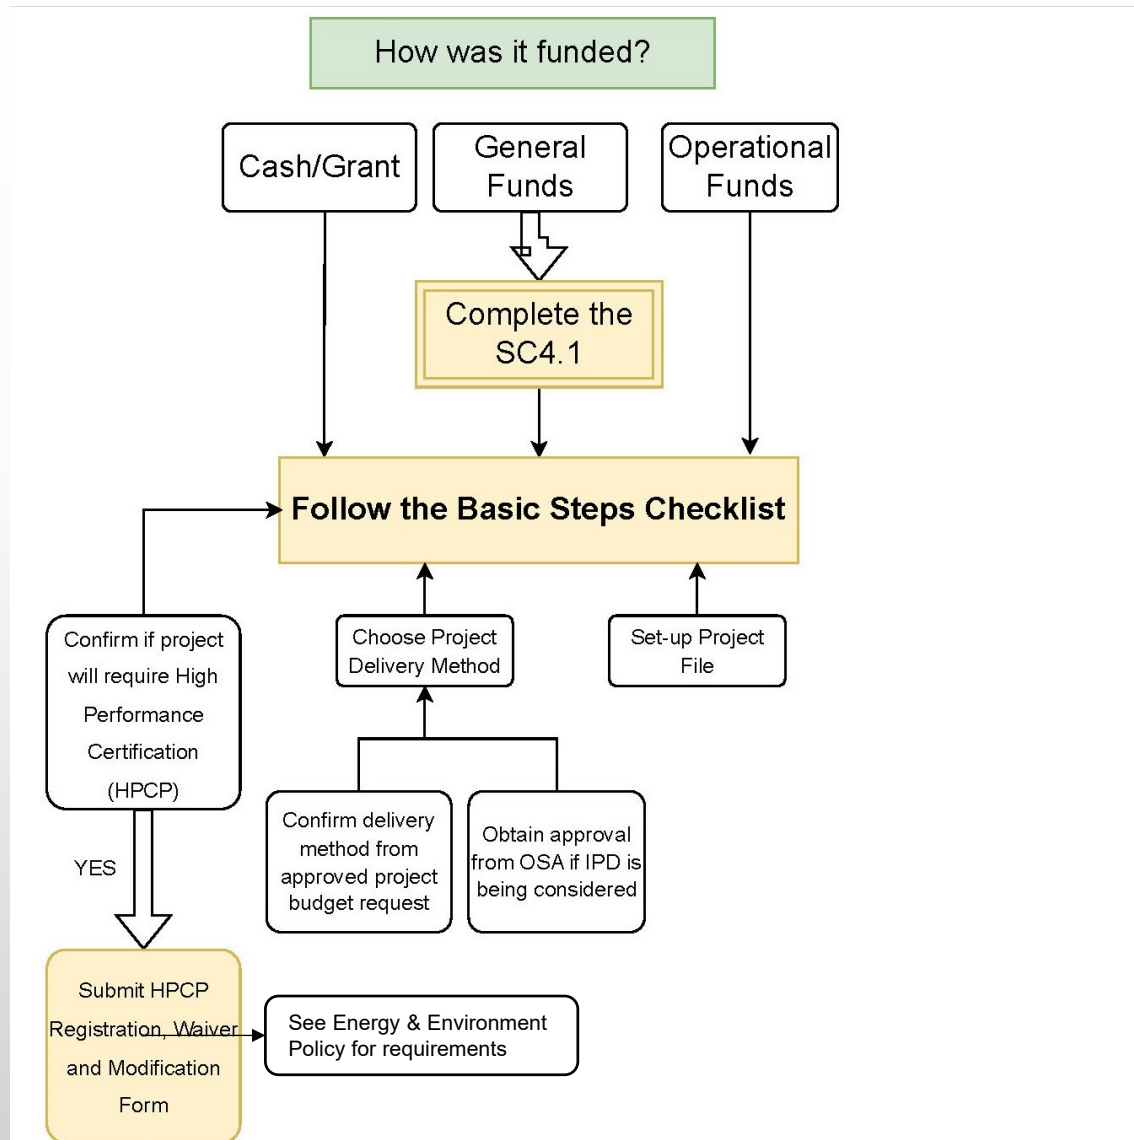 How was it funded?
Cash/Grant
General
Funds
Operational
Funds
Complete the
SC4.1
Follow the Basic Steps Checklist
Confirm if project
will require High
Performance
Certification
(HPCP)
Choose Project
Delivery Method
Set-up Project
File
Confirm delivery
method from
approved project
budget request
Obtain approval
from OSA if IPD is
being considered
YES
Submit HPCP
Registration, Waiver
and Modification
Form
See Energy & Environment
Policy for requirements